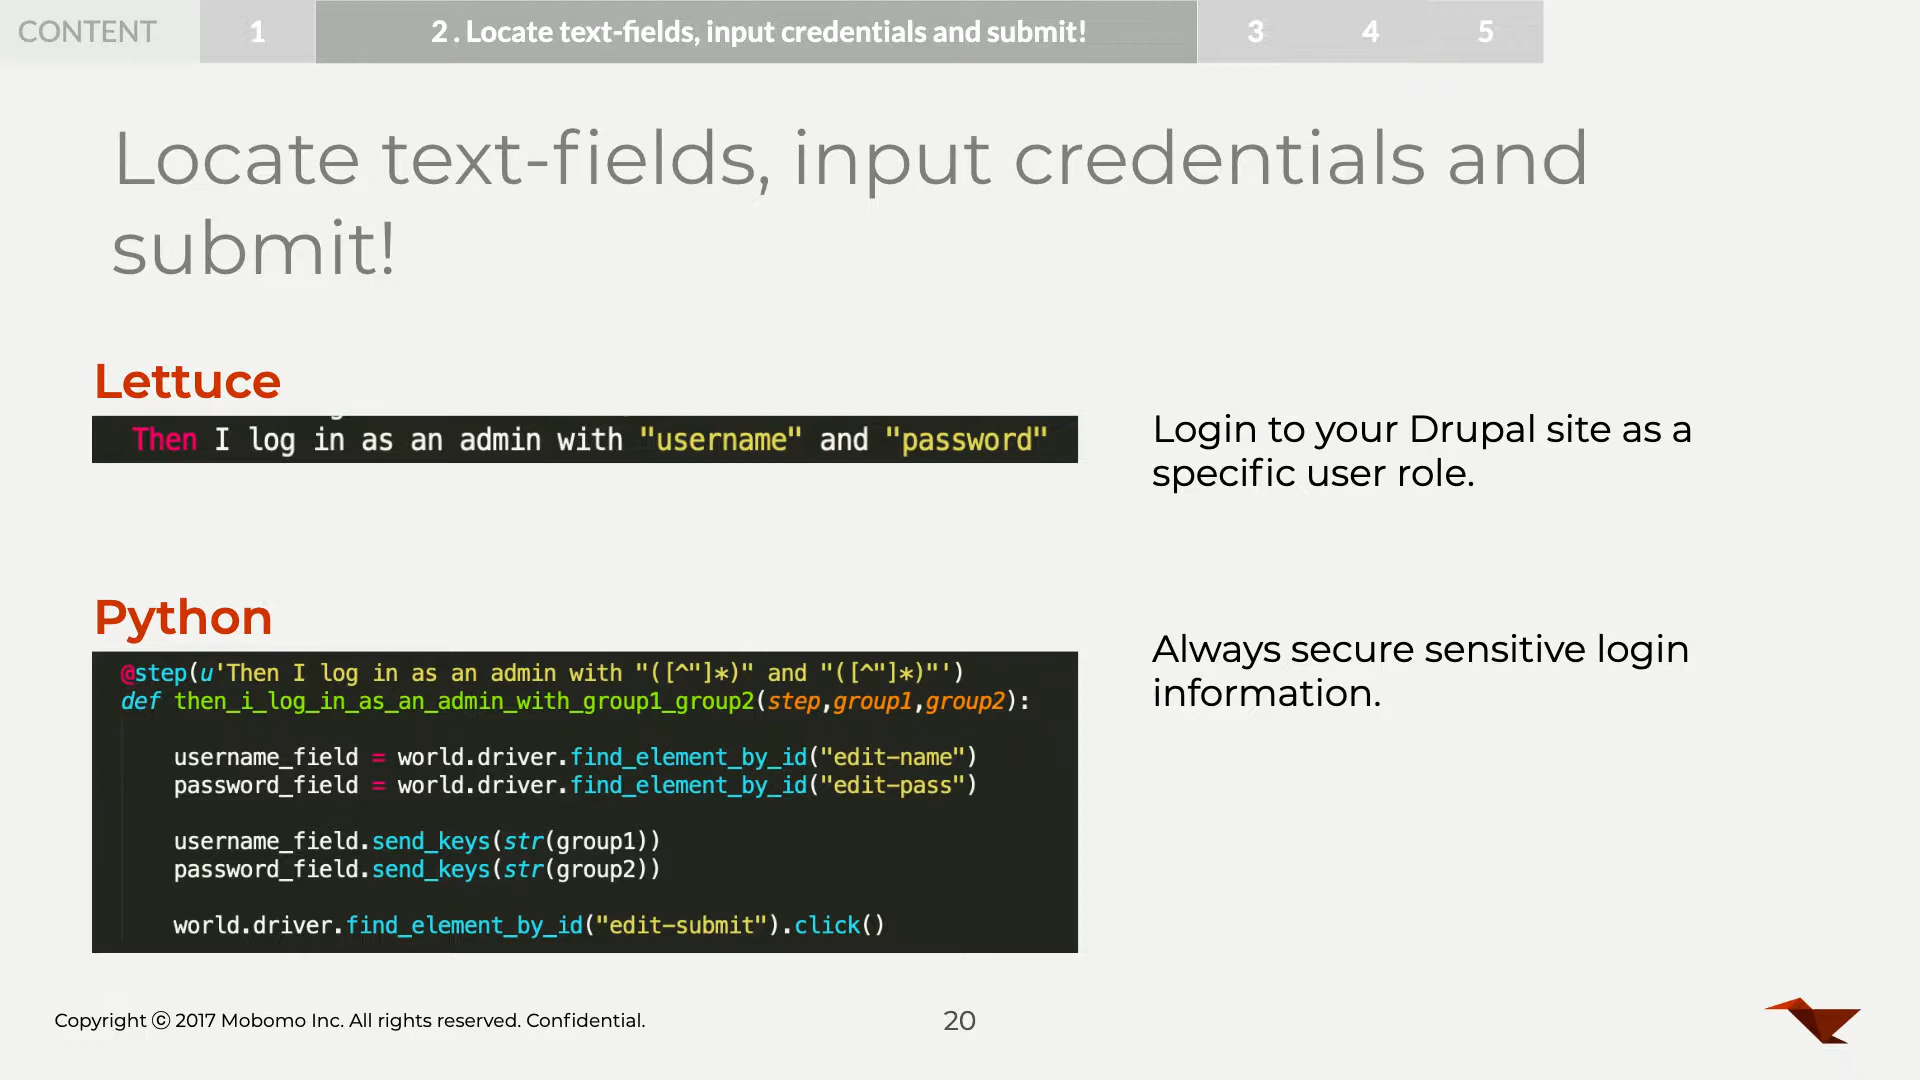 CONTENT 1 2 . Locate text-fields, input credentials and submit! 3 4 5
Locate text-fields, input credentials and
submit!
Lettuce
Then I log in as an admin with "username" and "password"
Login to your Drupal site as a
specific user role.
Python
@step(u'Then I log in as an admin with "([^"]*)" and "([^"]*)"')
def then_i_log_in_as_an_admin_with_group1_group2(step,group1,group2):
username_field = world.driver.find_element_by_id("edit-name")
password_field = world.driver.find_element_by_id("edit-pass")
username_field.send_keys(str(group1))
password_field.send_keys(str(group2))
world.driver.find_element_by_id("edit-submit").click()
Always secure sensitive login
information.
Copyright ⓒ 2017 Mobomo Inc. All rights reserved. Confidential.
20